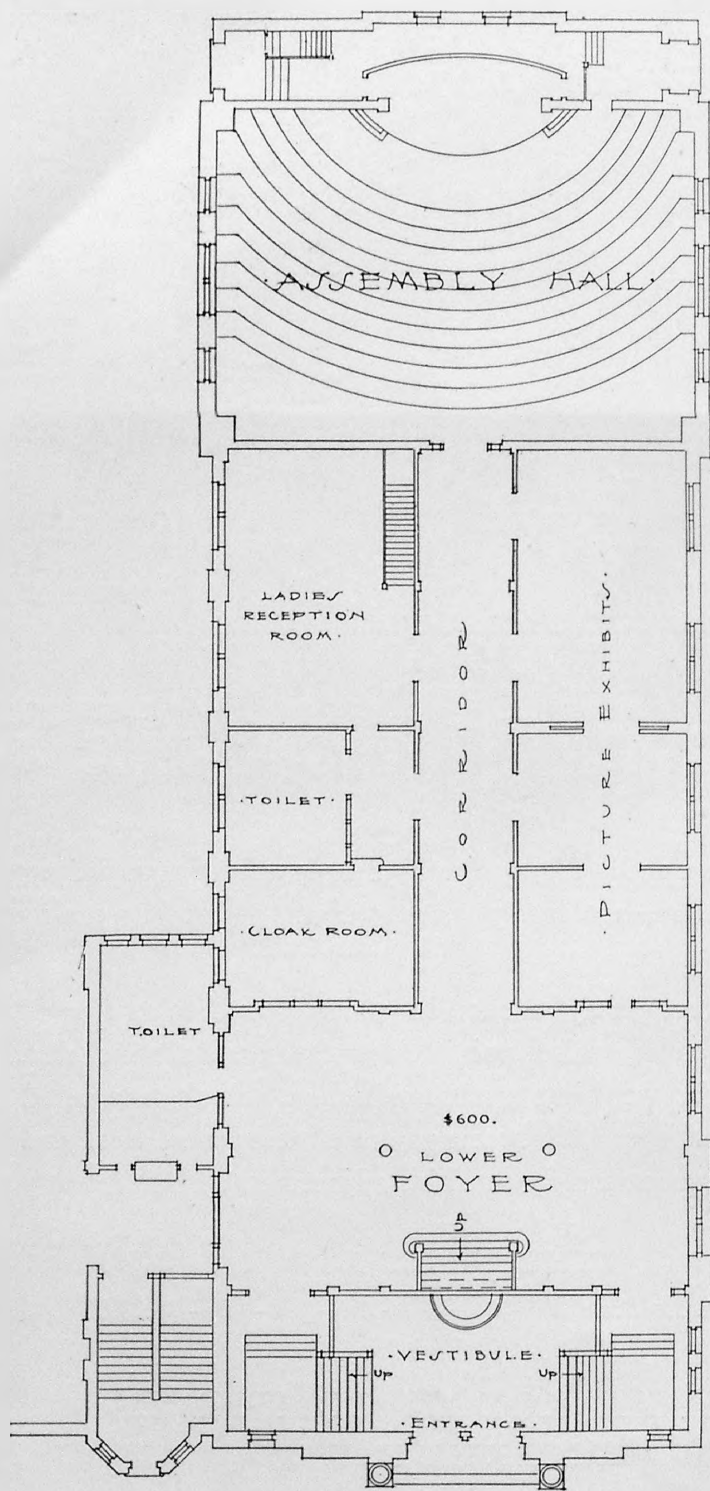 ·ASSEMBLY HALL·
LADIES
RECEPTION
ROOM·
CORRIDOR
·PICTURE EXHIBITS·
·TOILET·
·CLOAK ROOM·
TOILET
$600.
LOWER
FOYER
UP
·VESTIBULE·
UP
UP
·ENTRANCE·